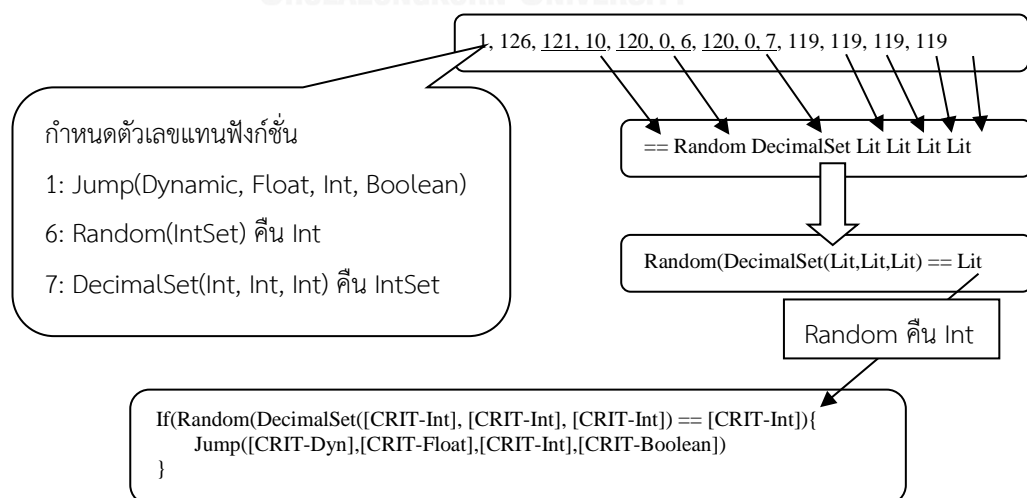 1, 126, 121, 10, 120, 0, 6, 120, 0, 7, 119, 119, 119, 119
กำหนดตัวเลขแทนฟังก์ชั่น
1: Jump(Dynamic, Float, Int, Boolean)
6: Random(IntSet) คืน Int
7: DecimalSet(Int, Int, Int) คืน IntSet
== Random DecimalSet Lit Lit Lit Lit
Random(DecimalSet(Lit,Lit,Lit) == Lit
Random คืน Int
If(Random(DecimalSet([CRIT-Int], [CRIT-Int], [CRIT-Int]) == [CRIT-Int]){
Jump([CRIT-Dyn],[CRIT-Float],[CRIT-Int],[CRIT-Boolean])
}